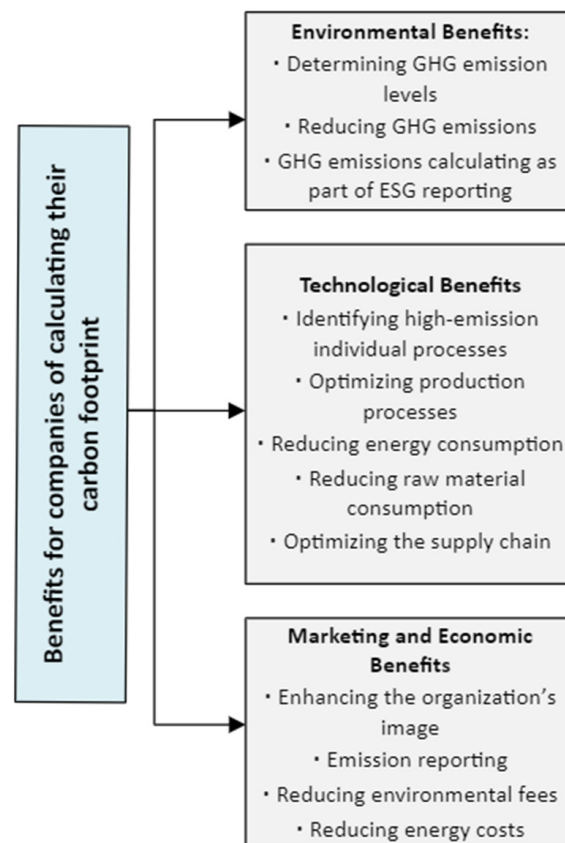 Benefits for companies of calculating their
carbon footprint
Environmental Benefits:
· Determining GHG emission
levels
· Reducing GHG emissions
· GHG emissions calculating as
part of ESG reporting
Technological Benefits
· Identifying high-emission
individual processes
· Optimizing production
processes
· Reducing energy consumption
· Reducing raw material
consumption
· Optimizing the supply chain
Marketing and Economic
Benefits
· Enhancing the organization's
image
· Emission reporting
· Reducing environmental fees
· Reducing energy costs